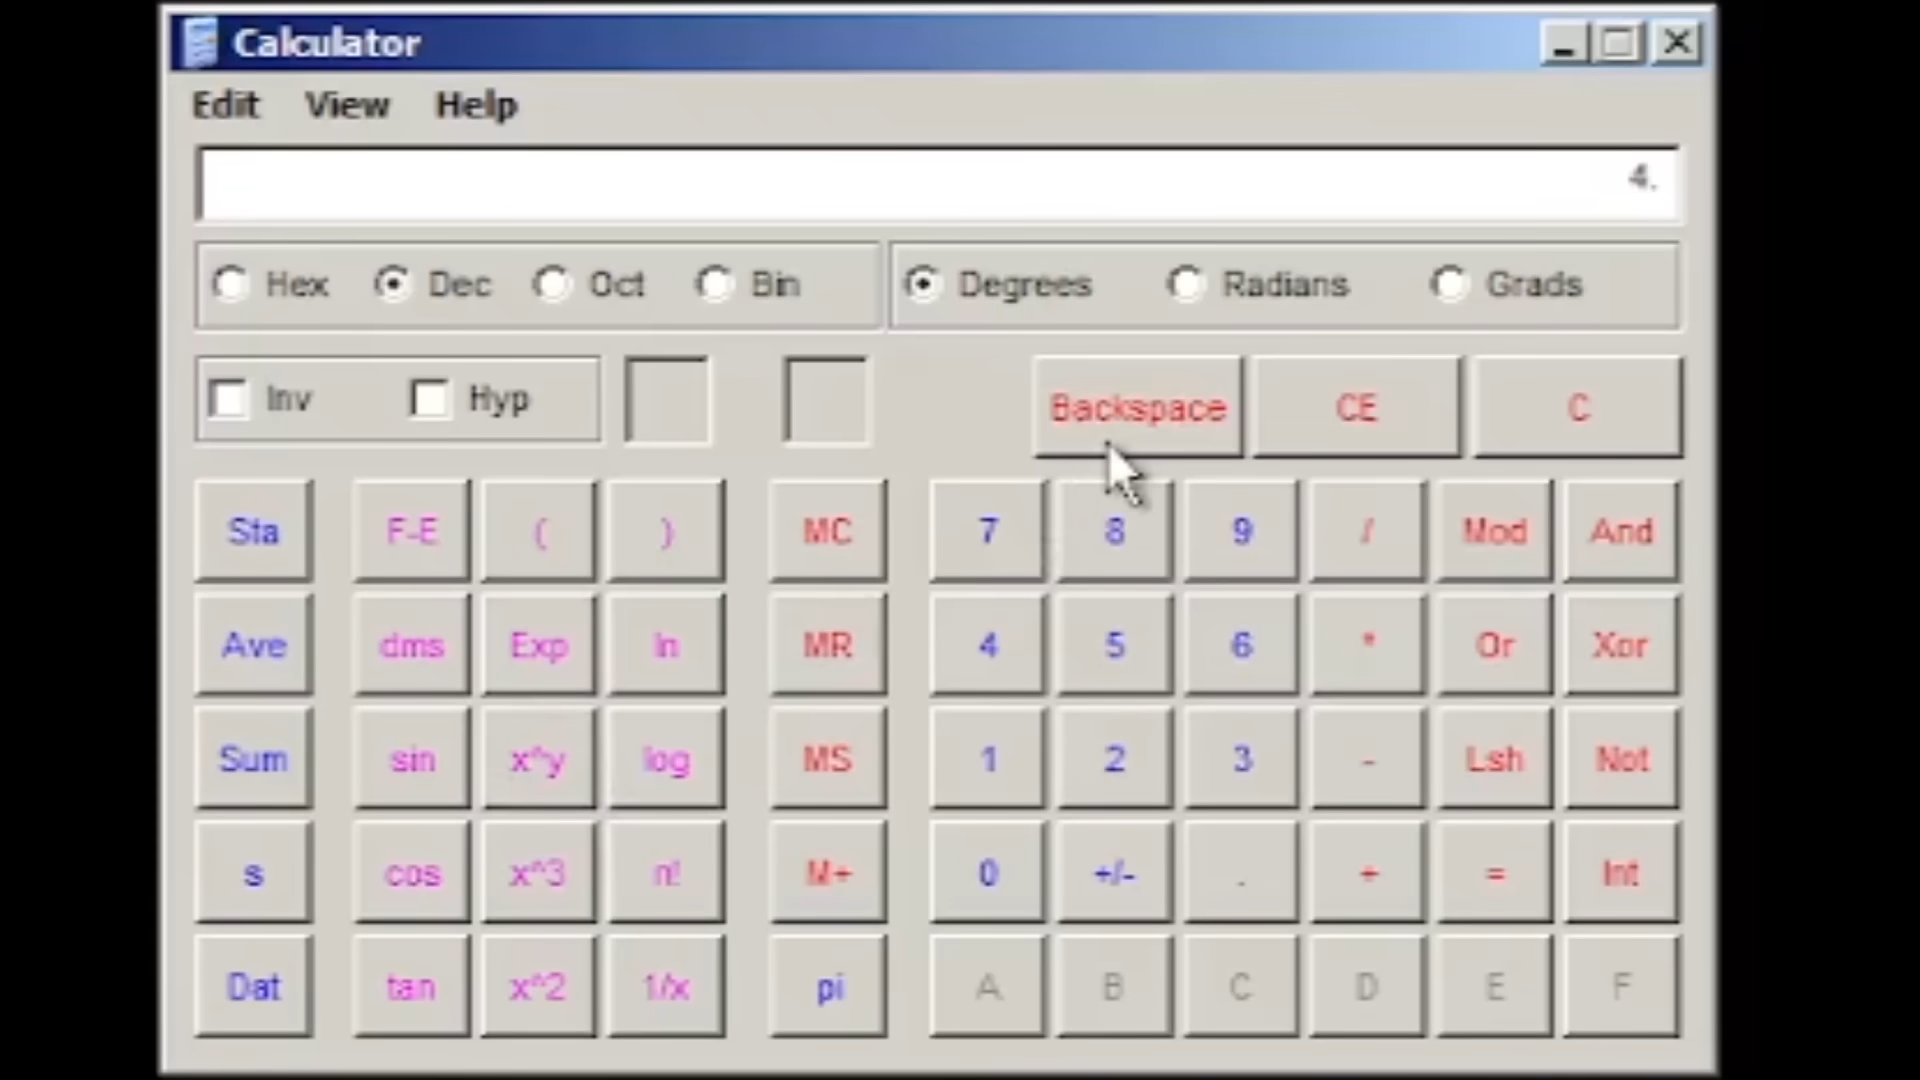 Calculator
Edit View Help
4.
Hex Dec Oct Bin Degrees Radians Grads
Inv Hyp Backspace CE C
Sta F-E ( ) MC 7 8 9 / Mod And
Ave dms Exp ln MR 4 5 6 * Or Xor
Sum sin x^y log MS 1 2 3 - Lsh Not
s cos x^3 n! M+ 0 +/- . + = Int
Dat tan x^2 1/x pi A B C D E F